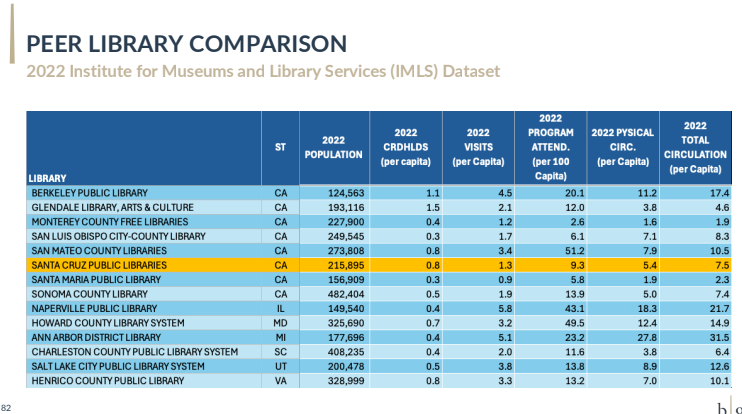 PEER LIBRARY COMPARISON
2022 Institute for Museums and Library Services (IMLS) Dataset
LIBRARY ST 2022 POPULATION 2022 CRDHLDS (per capita) 2022 VISITS (per Capita) 2022 PROGRAM ATTEND. (per 100 Capita) 2022 PYSICAL CIRC. (per Capita) 2022 TOTAL CIRCULATION (per Capita)
BERKELEY PUBLIC LIBRARY CA 124,563 1.1 4.5 20.1 11.2 17.4
GLENDALE LIBRARY, ARTS & CULTURE CA 193,116 1.5 2.1 12.0 3.8 4.6
MONTEREY COUNTY FREE LIBRARIES CA 227,900 0.4 1.2 2.6 1.6 1.9
SAN LUIS OBISPO CITY-COUNTY LIBRARY CA 249,545 0.3 1.7 6.1 7.1 8.3
SAN MATEO COUNTY LIBRARIES CA 273,808 0.8 3.4 51.2 7.9 10.5
SANTA CRUZ PUBLIC LIBRARIES CA 215,895 0.8 1.3 9.3 5.4 7.5
SANTA MARIA PUBLIC LIBRARY CA 156,909 0.3 0.9 5.8 1.9 2.3
SONOMA COUNTY LIBRARY CA 482,404 0.5 1.9 13.9 5.0 7.4
NAPERVILLE PUBLIC LIBRARY IL 149,540 0.4 5.8 43.1 18.3 21.7
HOWARD COUNTY LIBRARY SYSTEM MD 325,690 0.7 3.2 49.5 12.4 14.9
ANN ARBOR DISTRICT LIBRARY MI 177,696 0.4 5.1 23.2 27.8 31.5
CHARLESTON COUNTY PUBLIC LIBRARY SYSTEM SC 408,235 0.4 2.0 11.6 3.8 6.4
SALT LAKE CITY PUBLIC LIBRARY SYSTEM UT 200,478 0.5 3.8 13.8 8.9 12.6
HENRICO COUNTY PUBLIC LIBRARY VA 328,999 0.8 3.3 13.2 7.0 10.1
82